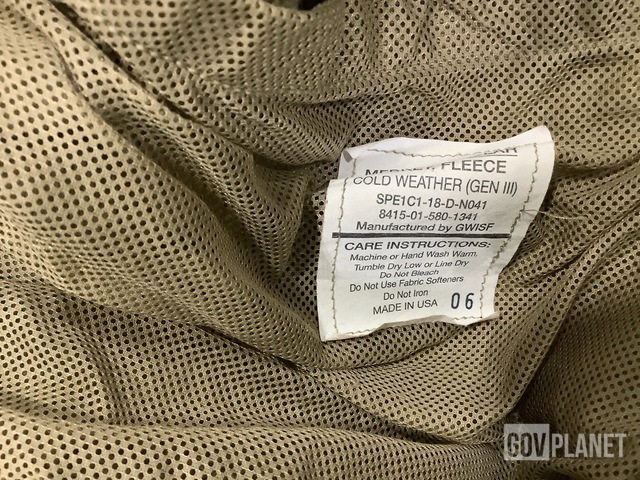 FLEECE
COLD WEATHER (GEN III)
SPE1C1-18-D-N041
8415-01-580-1341
Manufactured by GWISF
CARE INSTRUCTIONS:
Machine or Hand Wash Warm,
Tumble Dry Low or Line Dry
Do Not Bleach
Do Not Use Fabric Softeners
Do Not Iron
MADE IN USA 06
GOVPLANET